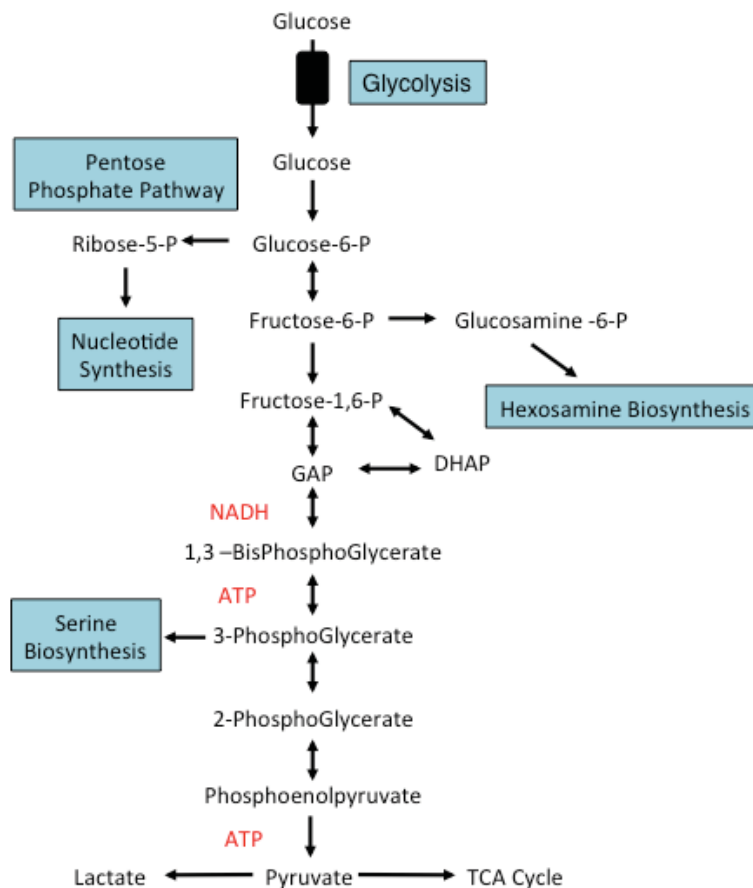 Glucose
Glycolysis
Pentose
Phosphate Pathway
Glucose
Ribose-5-P
Glucose-6-P
Nucleotide
Synthesis
Fructose-6-P
Glucosamine -6-P
Fructose-1,6-P
Hexosamine Biosynthesis
GAP
DHAP
NADH
1,3 –BisPhosphoGlycerate
ATP
Serine
Biosynthesis
3-PhosphoGlycerate
2-PhosphoGlycerate
Phosphoenolpyruvate
ATP
Lactate
Pyruvate
TCA Cycle